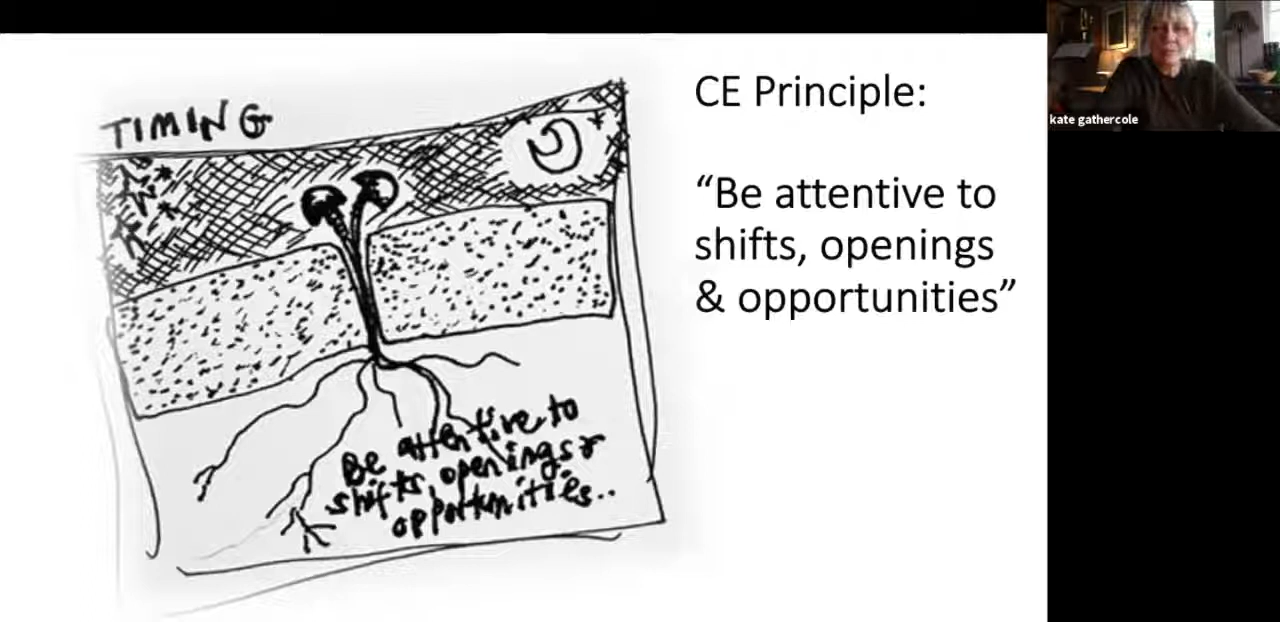 TIMING
Be attentive to
shifts, openings &
opportunities..
CE Principle:
“Be attentive to
shifts, openings
& opportunities”
kate gathercole